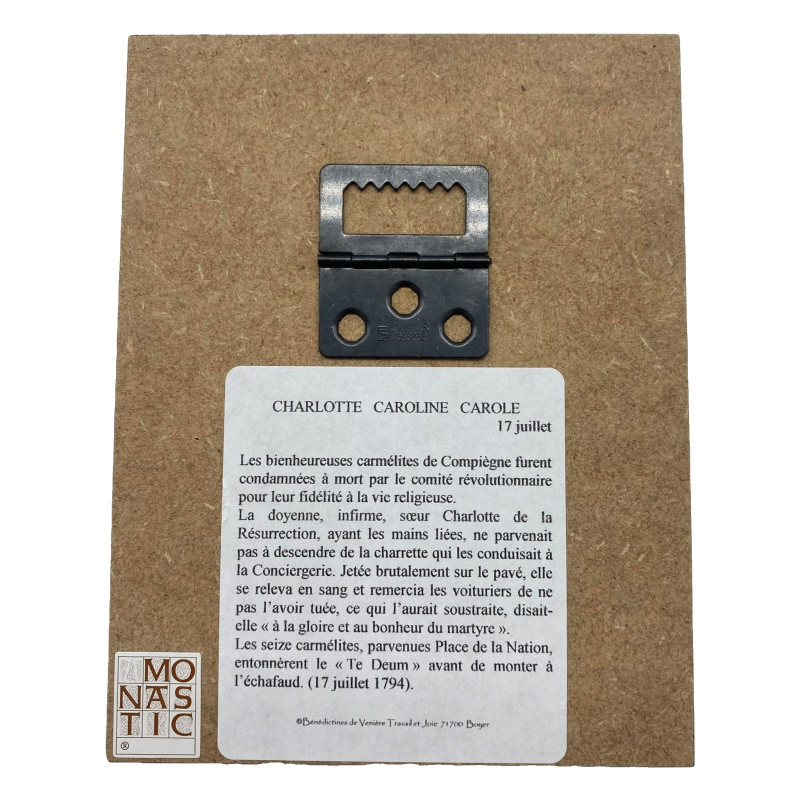 CHARLOTTE CAROLINE CAROLE
17 juillet
Les bienheureuses carmélites de Compiègne furent
condamnées à mort par le comité révolutionnaire
pour leur fidélité à la vie religieuse.
La doyenne, infirme, sœur Charlotte de la
Résurrection, ayant les mains liées, ne parvenait
pas à descendre de la charrette qui les conduisait à
la Conciergerie. Jetée brutalement sur le pavé, elle
se releva en sang et remercia les voituriers de ne
pas l’avoir tuée, ce qui l’aurait soustraite, disait-
elle « à la gloire et au bonheur du martyre ».
Les seize carmélites, parvenues Place de la Nation,
entonnèrent le « Te Deum » avant de monter à
l’échafaud. (17 juillet 1794).
©Bénédictines de Venière Travail et Joie 71700 Boyer
MO
NAS
TIC
®